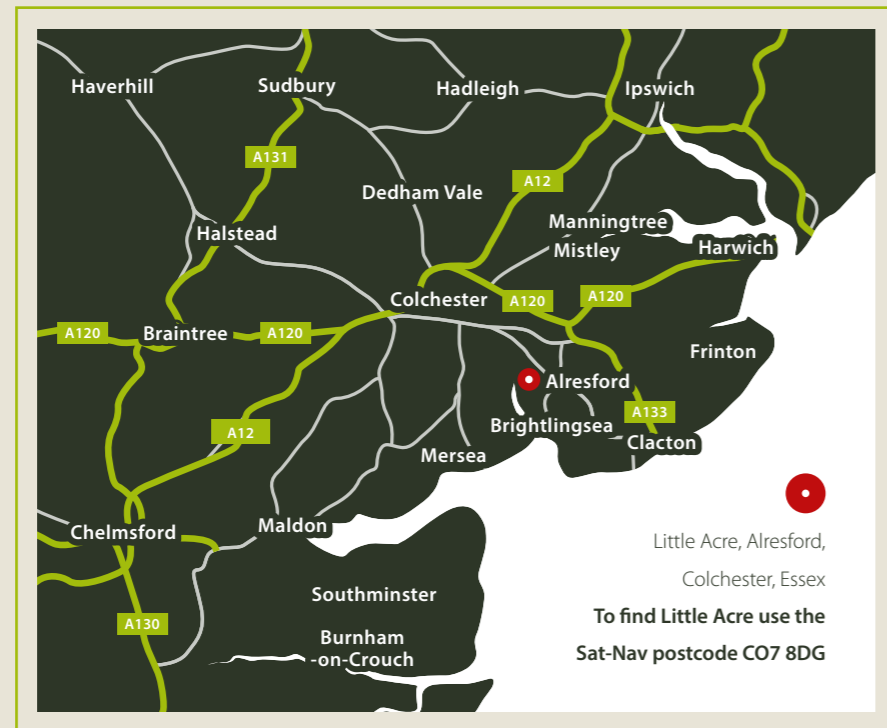 Haverhill
Sudbury
Hadleigh
Ipswich
A131
A12
Dedham Vale
Manningtree
Halstead
Mistley
Harwich
Colchester
A120
A120
A120
Braintree
A120
Frinton
Alresford
A133
Brightlingsea
A12
Clacton
Mersea
Chelmsford
Maldon
Little Acre, Alresford,
Colchester, Essex
Southminster
To find Little Acre use the
A130
Burnham
-on-Crouch
Sat-Nav postcode CO7 8DG